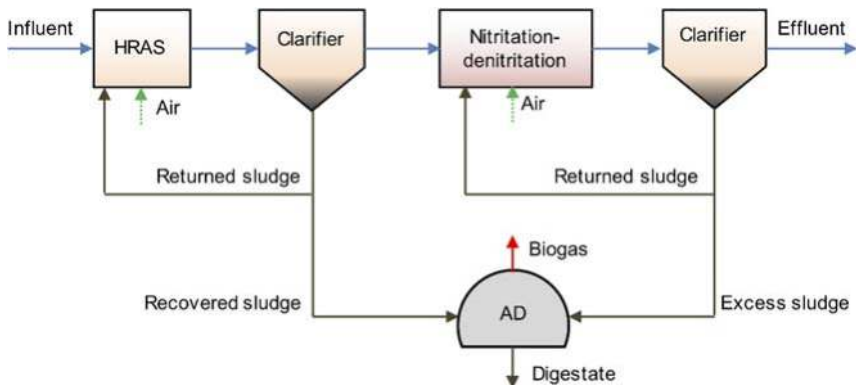 Influent
HRAS
Clarifier
Nitritation-
denitritation
Clarifier
Effluent
Air
Air
Returned sludge
Returned sludge
Biogas
Recovered sludge
AD
Excess sludge
Digestate